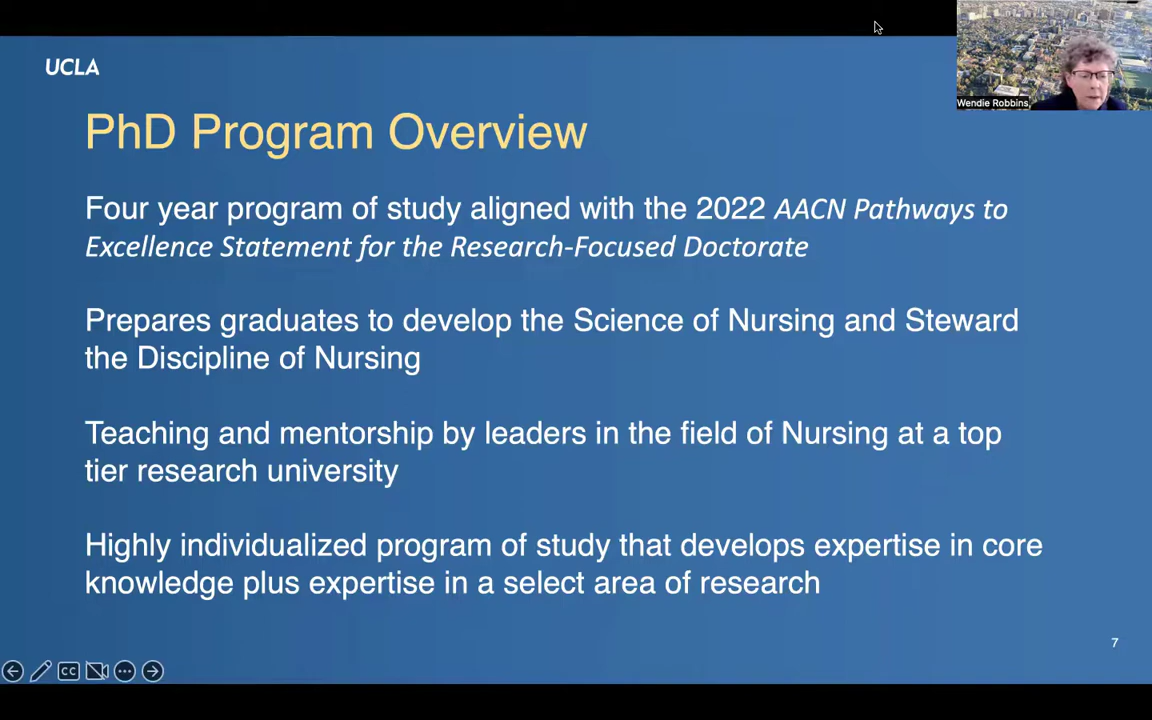 UCLA
Wendie Robbins
PhD Program Overview
Four year program of study aligned with the 2022 AACN Pathways to
Excellence Statement for the Research-Focused Doctorate
Prepares graduates to develop the Science of Nursing and Steward
the Discipline of Nursing
Teaching and mentorship by leaders in the field of Nursing at a top
tier research university
Highly individualized program of study that develops expertise in core
knowledge plus expertise in a select area of research
7
CC